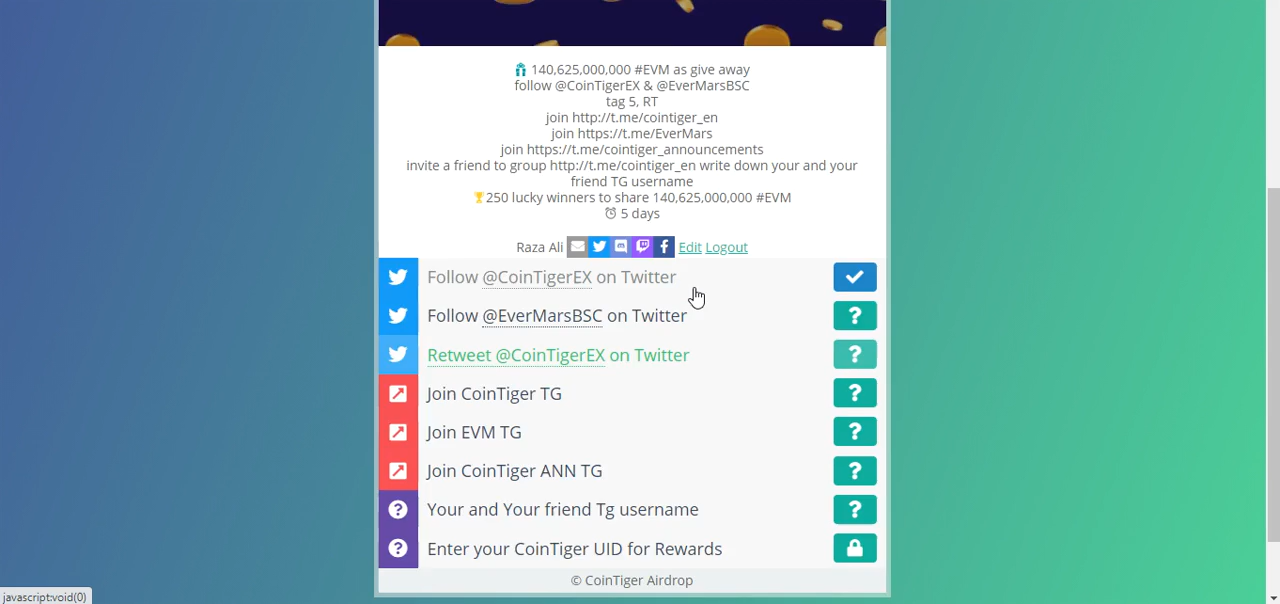 140,625,000,000 #EVM as give away
follow @CoinTigerEX & @EverMarsBSC
tag 5, RT
join http://t.me/cointiger_en
join https://t.me/EverMars
join https://t.me/cointiger_announcements
invite a friend to group http://t.me/cointiger_en write down your and your
friend TG username
250 lucky winners to share 140,625,000,000 #EVM
5 days
Raza Ali Edit Logout
Follow @CoinTigerEX on Twitter
Follow @EverMarsBSC on Twitter
Retweet @CoinTigerEX on Twitter
Join CoinTiger TG
Join EVM TG
Join CoinTiger ANN TG
Your and Your friend Tg username
Enter your CoinTiger UID for Rewards
© CoinTiger Airdrop
javascript:void(0)